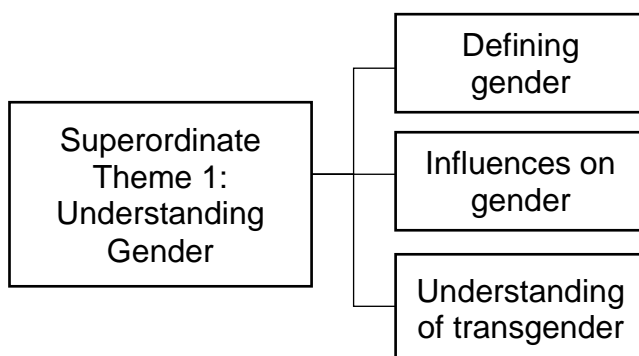 Superordinate
Theme 1:
Understanding
Gender
Defining
gender
Influences on
gender
Understanding
of transgender